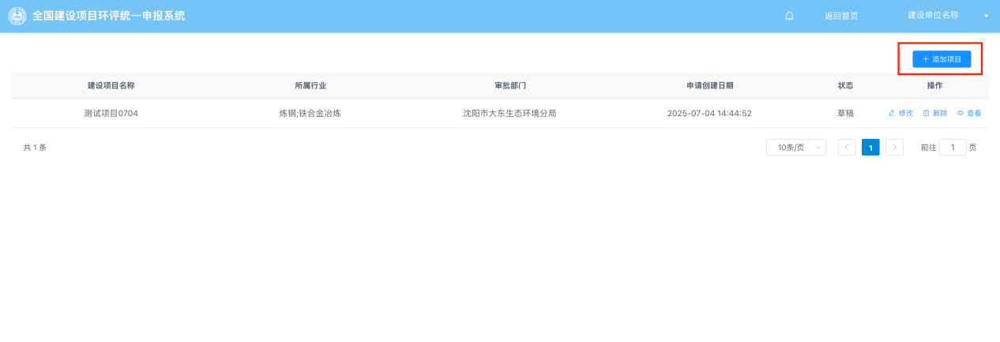 全国建设项目环评统一申报系统 返回首页 建设单位名称
+ 添加项目
建设项目名称 所属行业 审批部门 申请创建日期 状态 操作
测试项目0704 炼钢;铁合金冶炼 沈阳市大东生态环境分局 2025-07-04 14:44:52 草稿 修改 删除 查看
共 1 条 10条/页 1 前往 1 页